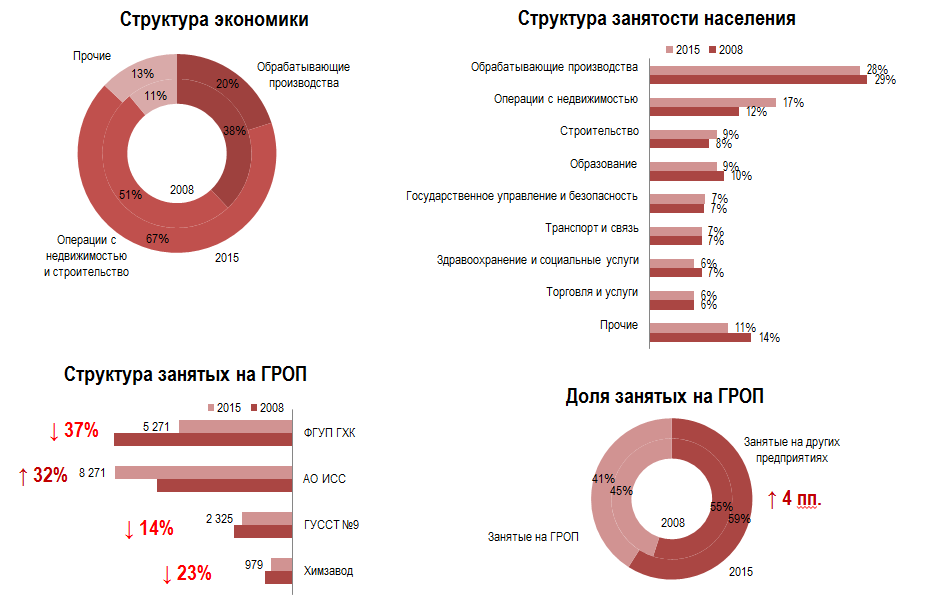 Структура экономики
Прочие
13%
11%
20%
Обрабатывающие
производства
38%
51%
2008
67%
Операции с
недвижимостью
и строительство
2015
Структура занятости населения
2015 2008
Обрабатывающие производства 28%
29%
Операции с недвижимостью 17%
12%
Строительство 9%
8%
Образование 9%
10%
Государственное управление и безопасность 7%
7%
Транспорт и связь 7%
7%
Здравоохранение и социальные услуги 6%
7%
Торговля и услуги 6%
6%
Прочие 11%
14%
Структура занятых на ГРОП
2015 2008
↓ 37% 5 271 ФГУП ГХК
↑ 32% 8 271 АО ИСС
↓ 14% 2 325 ГУССТ №9
↓ 23% 979 Химзавод
Доля занятых на ГРОП
Занятые на других
предприятиях
41%
45%
55%
59%
↑ 4 пп.
2008
Занятые на ГРОП
2015